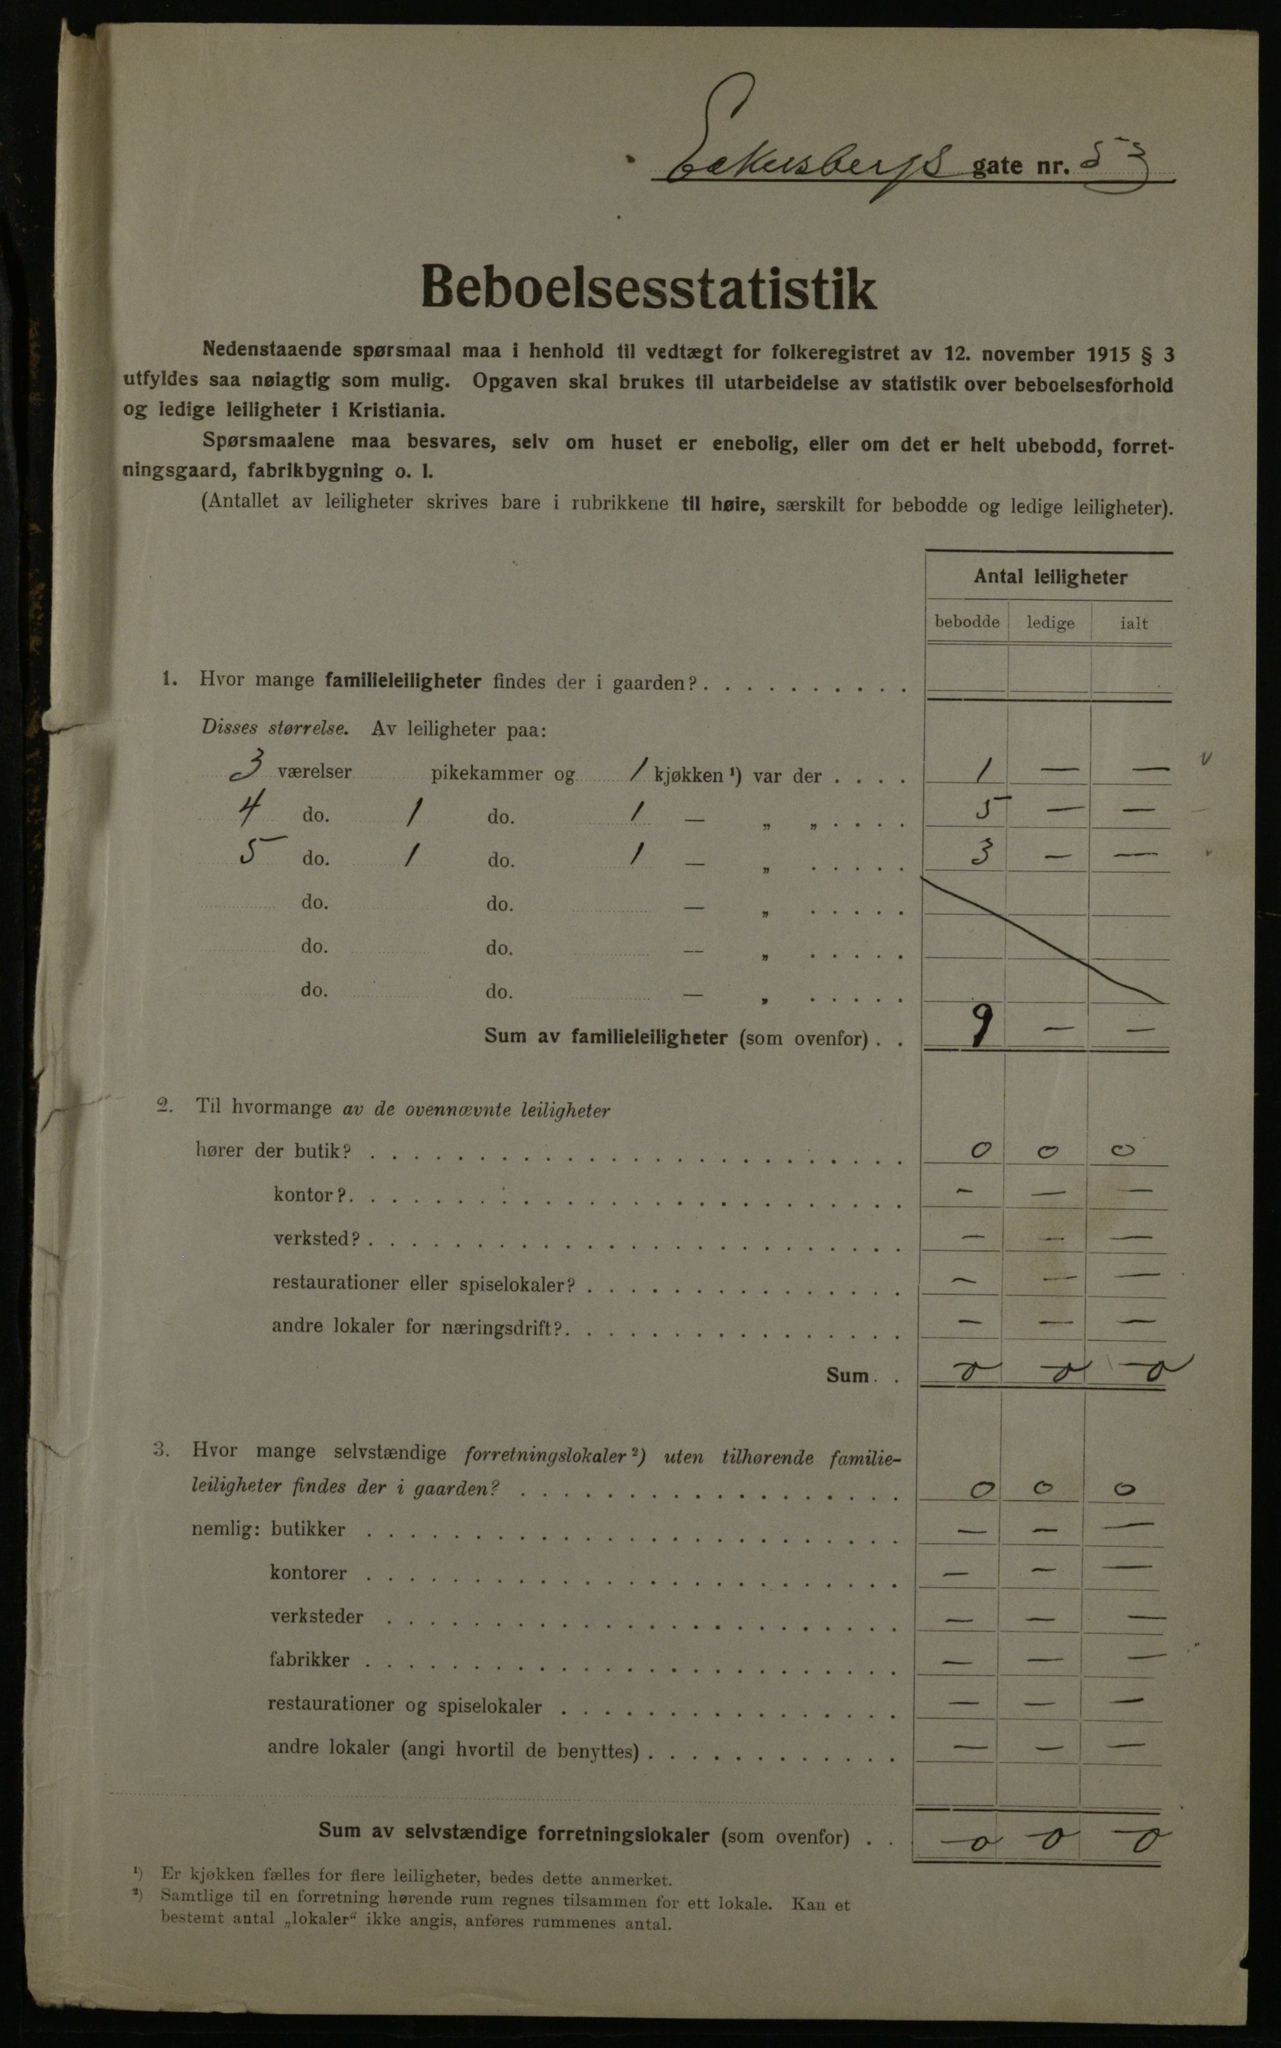 Eckersbergs gate nr. 53
Beboelsesstatistik
Nedenstaaende spørsmaal maa i henhold til vedtægt for folkeregistret av 12. november 1915 § 3
utfyldes saa nøiagtig som mulig. Opgaven skal brukes til utarbeidelse av statistik over beboelsesforhold
og ledige leiligheter i Kristiania.
Spørsmaalene maa besvares, selv om huset er enebolig, eller om det er helt ubebodd, forret-
ningsgaard, fabrikbygning o. l.
(Antallet av leiligheter skrives bare i rubrikkene til høire, særskilt for bebodde og ledige leiligheter).
Antal leiligheter
bebodde ledige ialt
1. Hvor mange familieleiligheter findes der i gaarden? . . . . . . . . . .
Disses størrelse. Av leiligheter paa:
3 værelser pikekammer og 1 kjøkken ¹) var der . . . . 1 — —
4 do. 1 do. 1 — „ „ . . . . 5 — —
5 do. 1 do. 1 — „ . . . . . 3 — —
do. do. — „ . . . . .
do. do. — „ . . . . .
do. do. — „ . . . . .
Sum av familieleiligheter (som ovenfor) . . 9 — —
2. Til hvormange av de ovennævnte leiligheter
hører der butik? . . . . . . . . . . 0 0 0
kontor? . . . . . . . . . . — — —
verksted? . . . . . . . . . . — — —
restaurationer eller spiselokaler? . . . . . . . . . . — — —
andre lokaler for næringsdrift? . . . . . . . . . . — — —
Sum . . 0 0 0
3. Hvor mange selvstændige forretningslokaler ²) uten tilhørende familie-
leiligheter findes der i gaarden? . . . . . . . . . . 0 0 0
nemlig: butikker . . . . . . . . . . — — —
kontorer . . . . . . . . . . — — —
verksteder . . . . . . . . . . — — —
fabrikker . . . . . . . . . . — — —
restaurationer og spiselokaler . . . . . . . . . . — — —
andre lokaler (angi hvortil de benyttes) . . . . . . . . . . — — —
Sum av selvstændige forretningslokaler (som ovenfor) . . 0 0 0
¹) Er kjøkken fælles for flere leiligheter, bedes dette anmerket.
²) Samtlige til en forretning hørende rum regnes tilsammen for ett lokale. Kan et
bestemt antal „lokaler“ ikke angis, anføres rummenes antal.